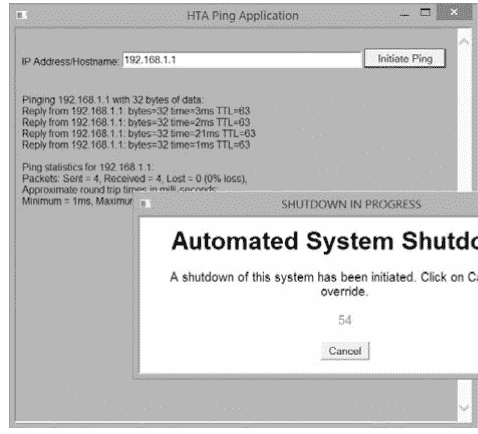 HTA Ping Application
IP Address/Hostname: 192.168.1.1 Initiate Ping
Pinging 192.168.1.1 with 32 bytes of data:
Reply from 192.168.1.1: bytes=32 time=3ms TTL=63
Reply from 192.168.1.1: bytes=32 time=2ms TTL=63
Reply from 192.168.1.1: bytes=32 time=21ms TTL=63
Reply from 192.168.1.1: bytes=32 time=1ms TTL=63
Ping statistics for 192.168.1.1:
Packets: Sent = 4, Received = 4, Lost = 0 (0% loss),
Approximate round trip times in milli-seconds:
Minimum = 1ms, Maximum
SHUTDOWN IN PROGRESS
Automated System Shutdo
A shutdown of this system has been initiated. Click on Ca
override.
54
Cancel